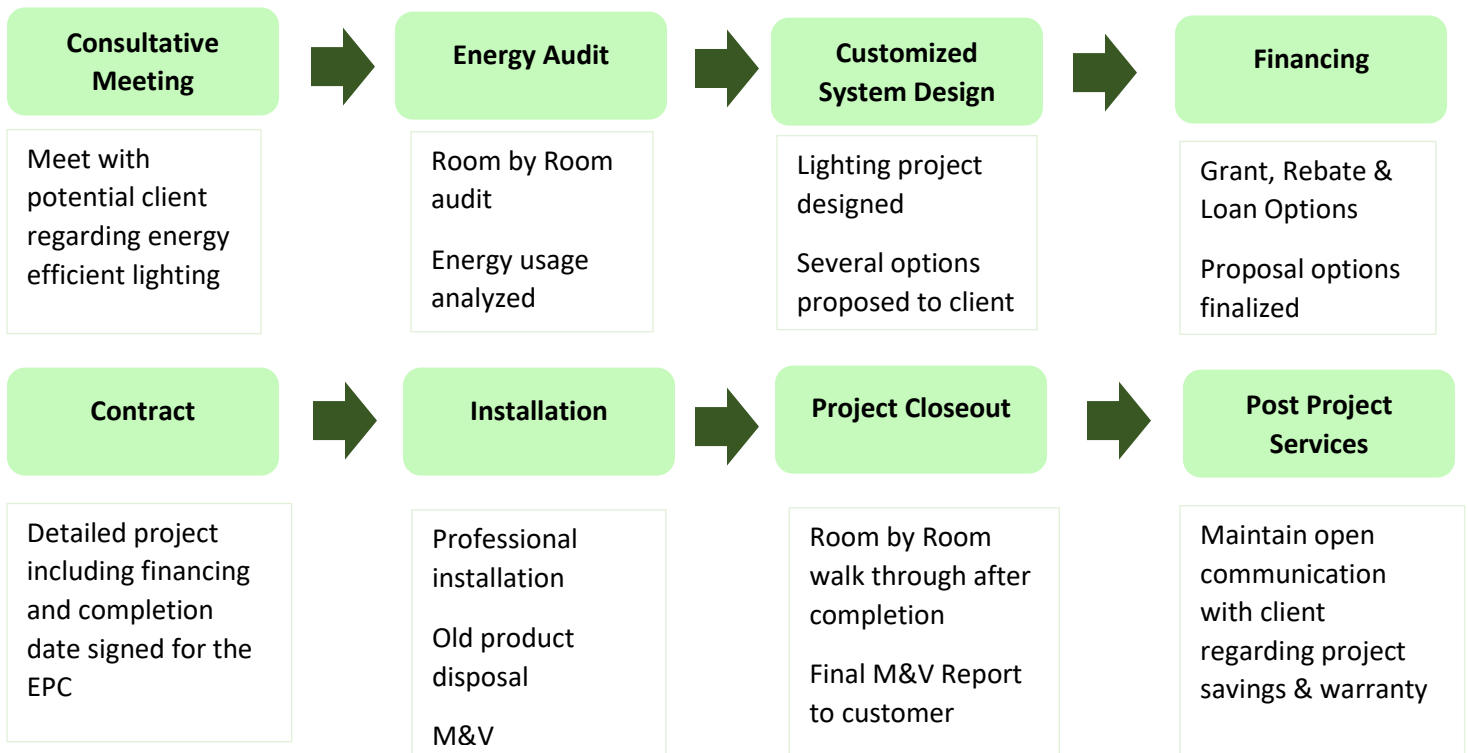 Consultative
Meeting
Energy Audit
Customized
System Design
Financing
Meet with
potential client
regarding energy
efficient lighting
Room by Room
audit
Energy usage
analyzed
Lighting project
designed
Several options
proposed to client
Grant, Rebate &
Loan Options
Proposal options
finalized
Contract
Installation
Project Closeout
Post Project
Services
Detailed project
including financing
and completion
date signed for the
EPC
Professional
installation
Old product
disposal
M&V
Room by Room
walk through after
completion
Final M&V Report
to customer
Maintain open
communication
with client
regarding project
savings & warranty